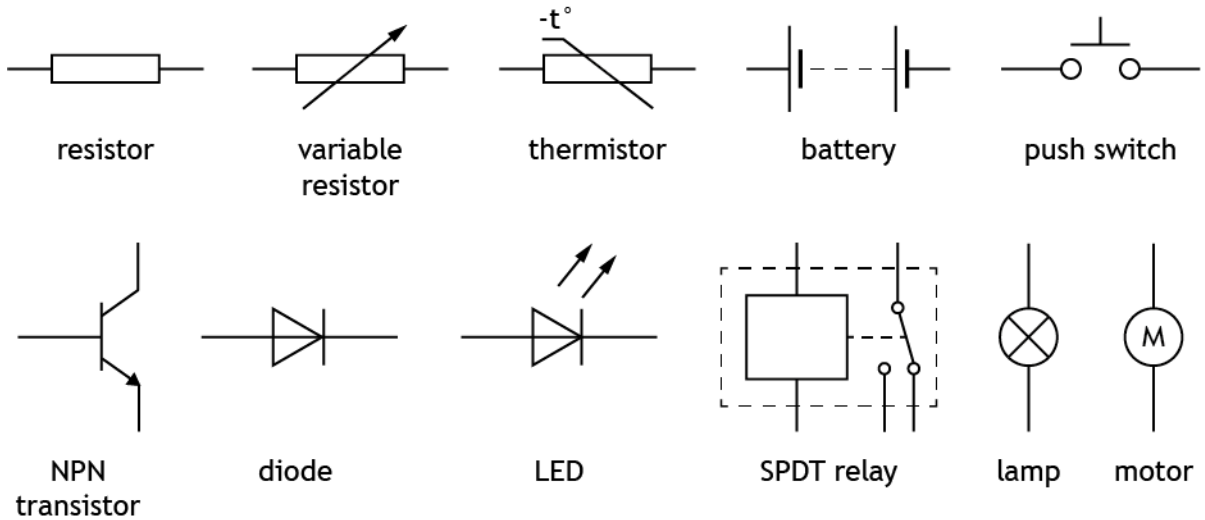 -t°
resistor
variable
resistor
thermistor
battery
push switch
M
NPN
transistor
diode
LED
SPDT relay
lamp
motor